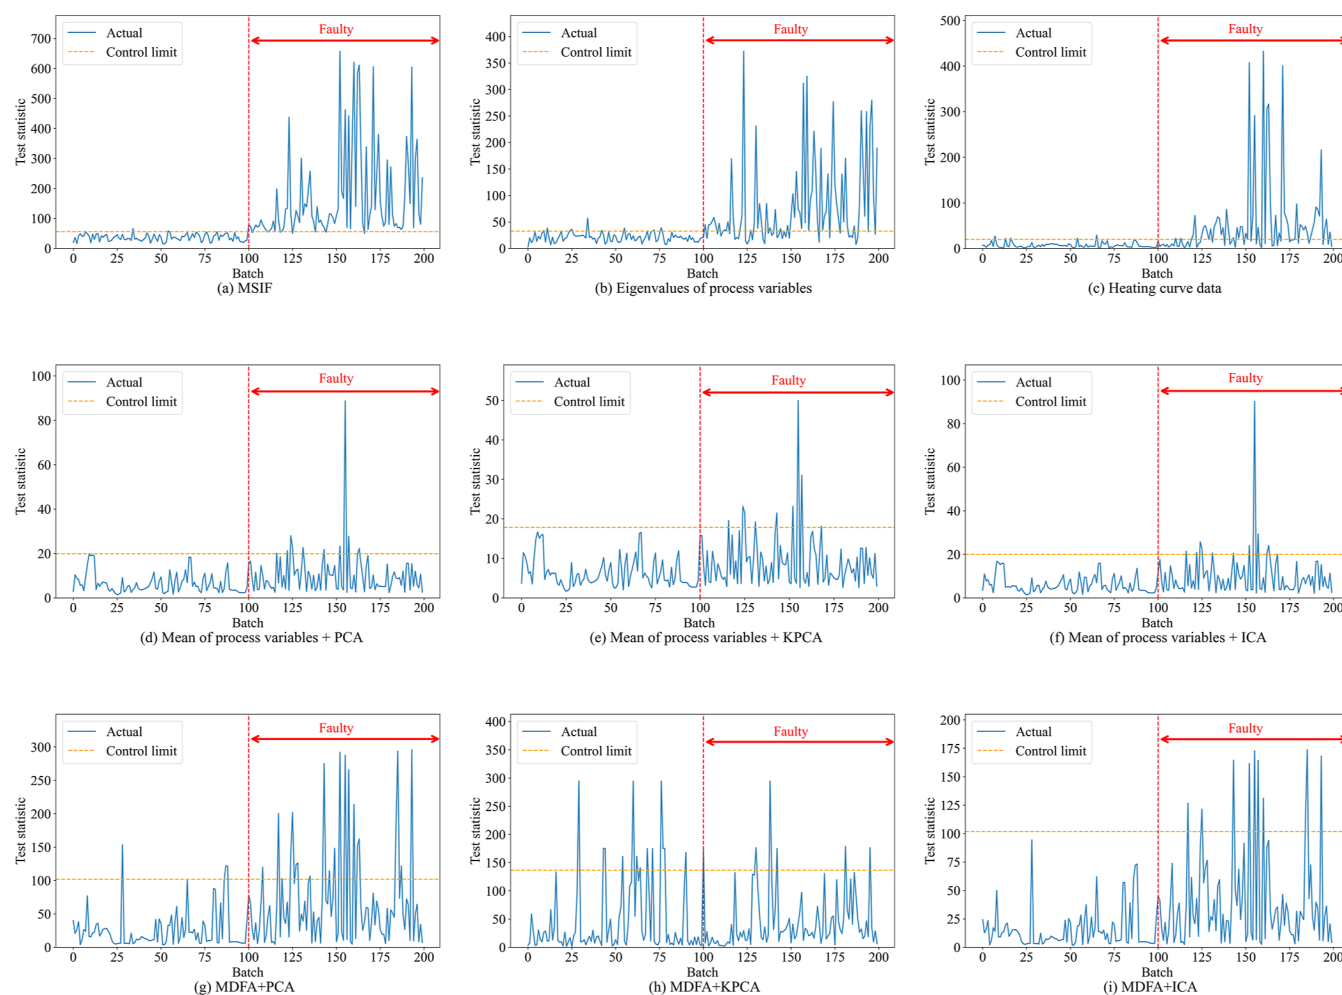 Faulty
Actual
Control limit
700
600
500
400
300
200
100
0
Test statistic
0 25 50 75 100 125 150 175 200
Batch
(a) MSIF
Faulty
Actual
Control limit
400
350
300
250
200
150
100
50
0
Test statistic
0 25 50 75 100 125 150 175 200
Batch
(b) Eigenvalues of process variables
Faulty
Actual
Control limit
500
400
300
200
100
0
Test statistic
0 25 50 75 100 125 150 175 200
Batch
(c) Heating curve data
Faulty
Actual
Control limit
100
80
60
40
20
0
Test statistic
0 25 50 75 100 125 150 175 200
Batch
(d) Mean of process variables + PCA
Faulty
Actual
Control limit
50
40
30
20
10
0
Test statistic
0 25 50 75 100 125 150 175 200
Batch
(e) Mean of process variables + KPCA
Faulty
Actual
Control limit
100
80
60
40
20
0
Test statistic
0 25 50 75 100 125 150 175 200
Batch
(f) Mean of process variables + ICA
Faulty
Actual
Control limit
300
250
200
150
100
50
0
Test statistic
0 25 50 75 100 125 150 175 200
Batch
(g) MDFA+PCA
Faulty
Actual
Control limit
400
350
300
250
200
150
100
50
0
Test statistic
0 25 50 75 100 125 150 175 200
Batch
(h) MDFA+KPCA
Faulty
Actual
Control limit
200
175
150
125
100
75
50
25
0
Test statistic
0 25 50 75 100 125 150 175 200
Batch
(i) MDFA+ICA